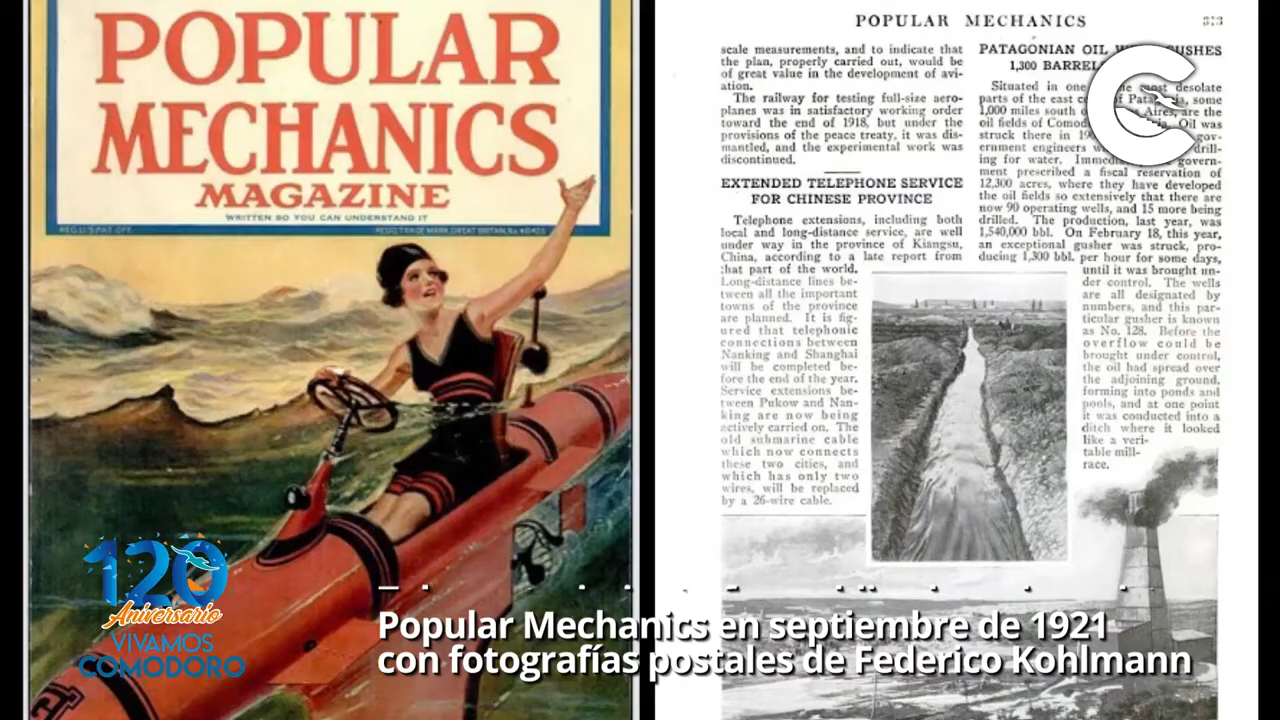 POPULAR
MECHANICS
MAGAZINE
WRITTEN SO YOU CAN UNDERSTAND IT
REG. U.S. PAT. OFF.
120
Aniversario
VIVAMOS
COMODORO
POPULAR MECHANICS
scale measurements, and to indicate that
the plan, properly carried out, would be
of great value in the development of avi-
ation.
The railway for testing full-size aero-
planes was in satisfactory working order
toward the end of 1918, but under the
provisions of the peace treaty, it was dis-
mantled, and the experimental work was
discontinued.
EXTENDED TELEPHONE SERVICE
FOR CHINESE PROVINCE
Telephone extensions, including both
local and long-distance service, are well
under way in the province of Kiangsu,
China, according to a late report from
that part of the world.
Long-distance lines be-
tween all the important
towns of the province
are planned. It is fig-
ured that telephonic
connections between
Nanking and Shanghai
will be completed be-
fore the end of the year.
Service extensions be-
tween Pukow and Nan-
king are now being
actively carried on. The
old submarine cable
which now connects
these two cities, and
which has only two
wires, will be replaced
by a 26-wire cable.
PATAGONIAN OIL GUSHES
1,300
Situated in one most desolate
parts of the east some
1,000 miles south Aires, are the
oil fields of Oil was
struck there in
ernment engineers drill-
ing for water. govern-
ment prescribed a fiscal reservation of
12,300 acres, where they have developed
the oil fields so extensively that there are
now 90 operating wells, and 15 more being
drilled. The production, last year, was
1,540,000 bbl. On February 18, this year,
an exceptional gusher was struck, pro-
ducing 1,300 bbl. per hour for some days,
until it was brought un-
der control. The wells
are all designated by
numbers, and this par-
ticular gusher is known
as No. 128. Before the
overflow could be
brought under control,
the oil had spread over
the adjoining ground,
forming into ponds and
pools, and at one point
it was conducted into a
ditch where it looked
like a veri-
table mill-
race.
Popular Mechanics en septiembre de 1921
con fotografías postales de Federico Kohlmann